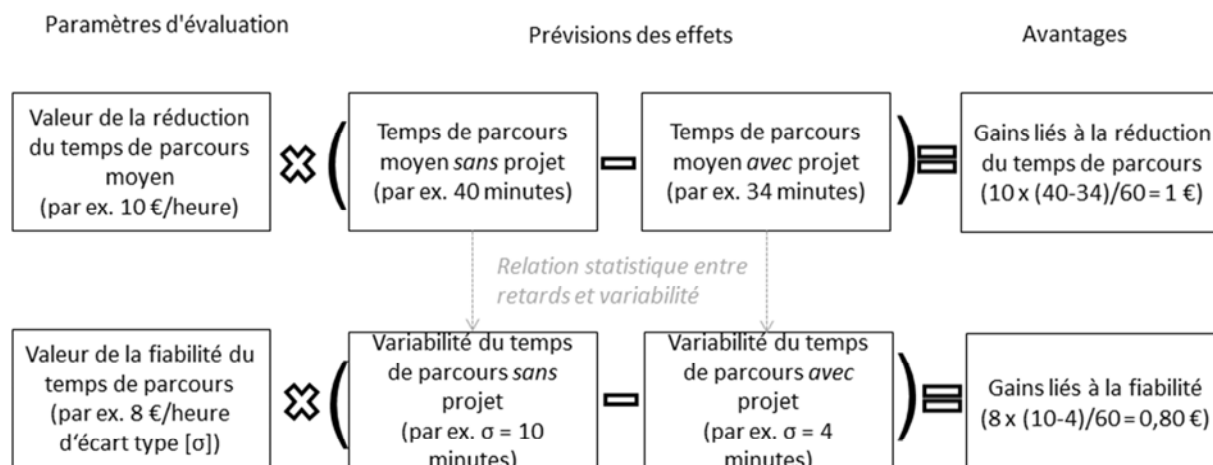 Paramètres d'évaluation
Prévisions des effets
Avantages
Valeur de la réduction
du temps de parcours
moyen
(par ex. 10 €/heure)
Temps de parcours
moyen sans projet
(par ex. 40 minutes)
Temps de parcours
moyen avec projet
(par ex. 34 minutes)
Gains liés à la réduction
du temps de parcours
(10 x (40-34)/60 = 1 €)
Relation statistique entre
retards et variabilité
Valeur de la fiabilité du
temps de parcours
(par ex. 8 €/heure
d'écart type [σ])
Variabilité du temps
de parcours sans
projet
(par ex. σ = 10
minutes)
Variabilité du temps
de parcours avec
projet
(par ex. σ = 4
minutes)
Gains liés à la fiabilité
(8 x (10-4)/60 = 0,80 €)